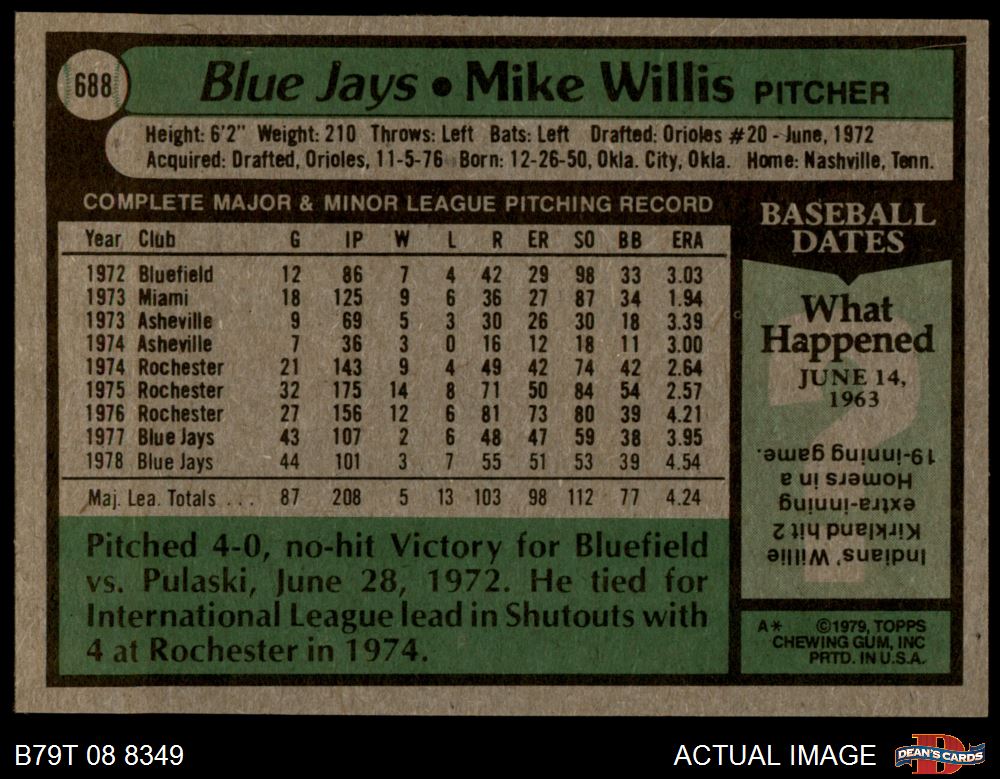 688
Blue Jays • Mike Willis PITCHER
Height: 6'2" Weight: 210 Throws: Left Bats: Left Drafted: Orioles #20 - June, 1972
Acquired: Drafted, Orioles, 11-5-76 Born: 12-26-50, Okla. City, Okla. Home: Nashville, Tenn.
COMPLETE MAJOR & MINOR LEAGUE PITCHING RECORD
Year Club G IP W L R ER SO BB ERA
1972 Bluefield 12 86 7 4 42 29 98 33 3.03
1973 Miami 18 125 9 6 36 27 87 34 1.94
1973 Asheville 9 69 5 3 30 26 30 18 3.39
1974 Asheville 7 36 3 0 16 12 18 11 3.00
1974 Rochester 21 143 9 4 49 42 74 42 2.64
1975 Rochester 32 175 14 8 71 50 84 54 2.57
1976 Rochester 27 156 12 6 81 73 80 39 4.21
1977 Blue Jays 43 107 2 6 48 47 59 38 3.95
1978 Blue Jays 44 101 3 7 55 51 53 39 4.54
Maj. Lea. Totals ... 87 208 5 13 103 98 112 77 4.24
Pitched 4-0, no-hit Victory for Bluefield
vs. Pulaski, June 28, 1972. He tied for
International League lead in Shutouts with
4 at Rochester in 1974.
BASEBALL
DATES
What
Happened
JUNE 14,
1963
?
Indians' Willie
Kirkland hit 2
extra-inning
Homers in a
19-inning game.
A* ©1979, TOPPS
CHEWING GUM, INC
PRTD. IN U.S.A.
B79T 08 8349
ACTUAL IMAGE
DEAN'S CARDS